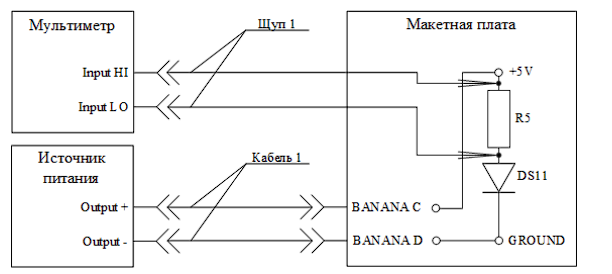 Мультиметр
Щуп 1
Макетная плата
Input HI
+5V
Input LO
R5
Источник
питания
Кабель 1
DS11
Output +
BANANA C
Output -
BANANA D
GROUND